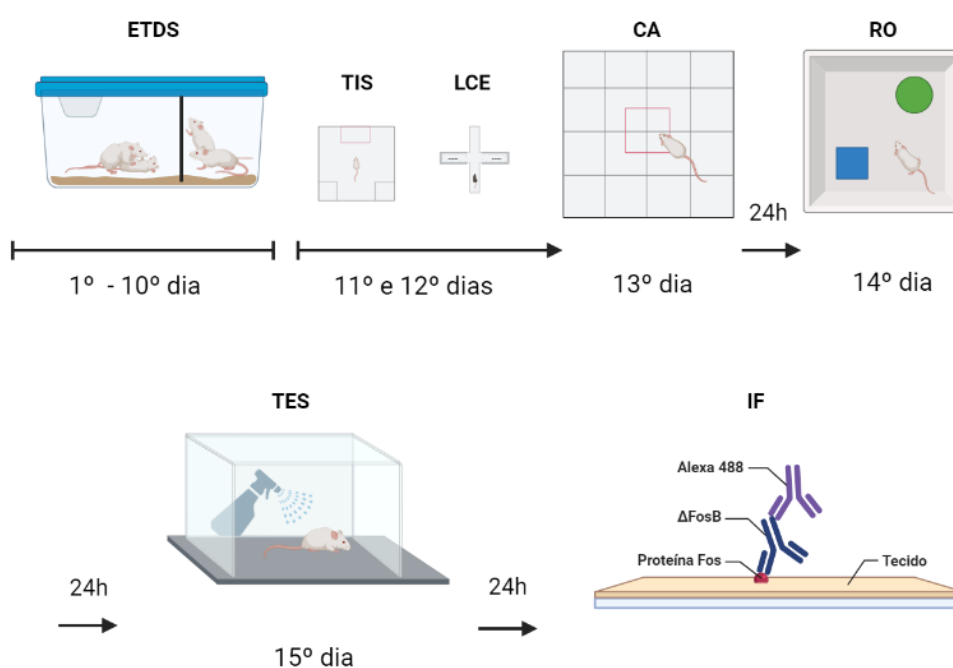 ETDS
TIS
LCE
CA
RO
24h
1º - 10º dia
11º e 12º dias
13º dia
14º dia
TES
IF
Alexa 488
ΔFosB
Proteína Fos
Tecido
24h
24h
15º dia